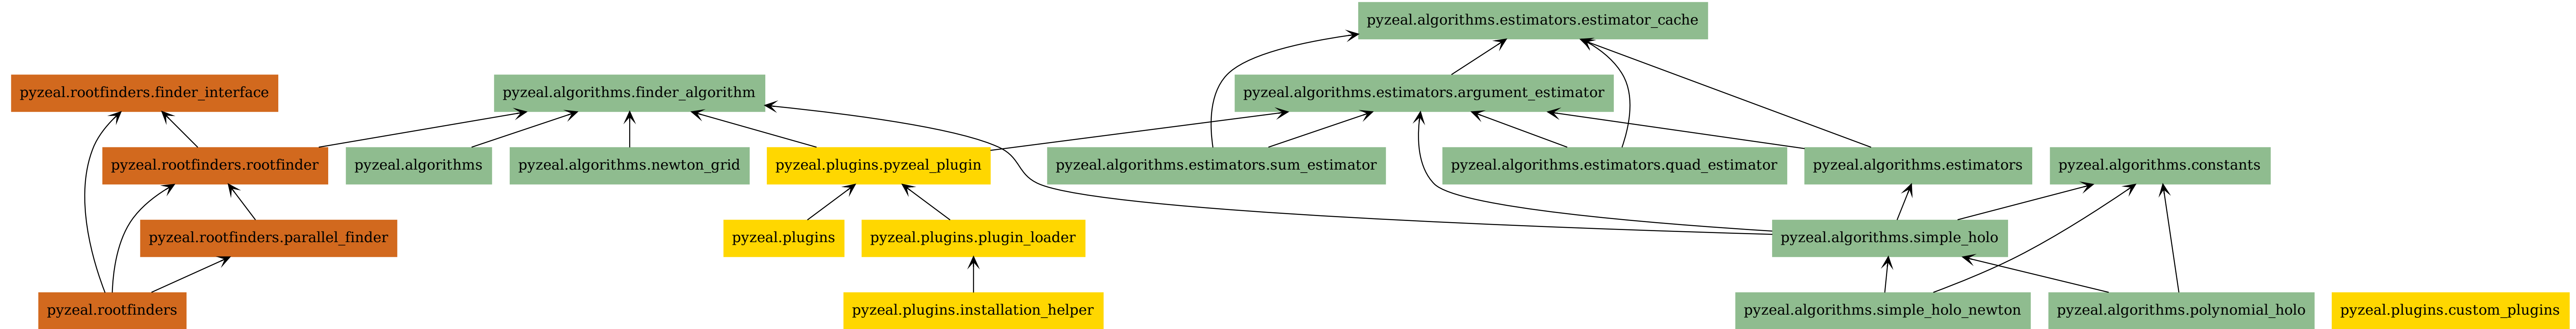 pyzeal.algorithms.estimators.estimator_cache
pyzeal.rootfinders.finder_interface
pyzeal.algorithms.finder_algorithm
pyzeal.algorithms.estimators.argument_estimator
pyzeal.rootfinders.rootfinder
pyzeal.algorithms
pyzeal.algorithms.newton_grid
pyzeal.plugins.pyzeal_plugin
pyzeal.algorithms.estimators.sum_estimator
pyzeal.algorithms.estimators.quad_estimator
pyzeal.algorithms.estimators
pyzeal.algorithms.constants
pyzeal.rootfinders.parallel_finder
pyzeal.plugins
pyzeal.plugins.plugin_loader
pyzeal.algorithms.simple_holo
pyzeal.rootfinders
pyzeal.plugins.installation_helper
pyzeal.algorithms.simple_holo_newton
pyzeal.algorithms.polynomial_holo
pyzeal.plugins.custom_plugins